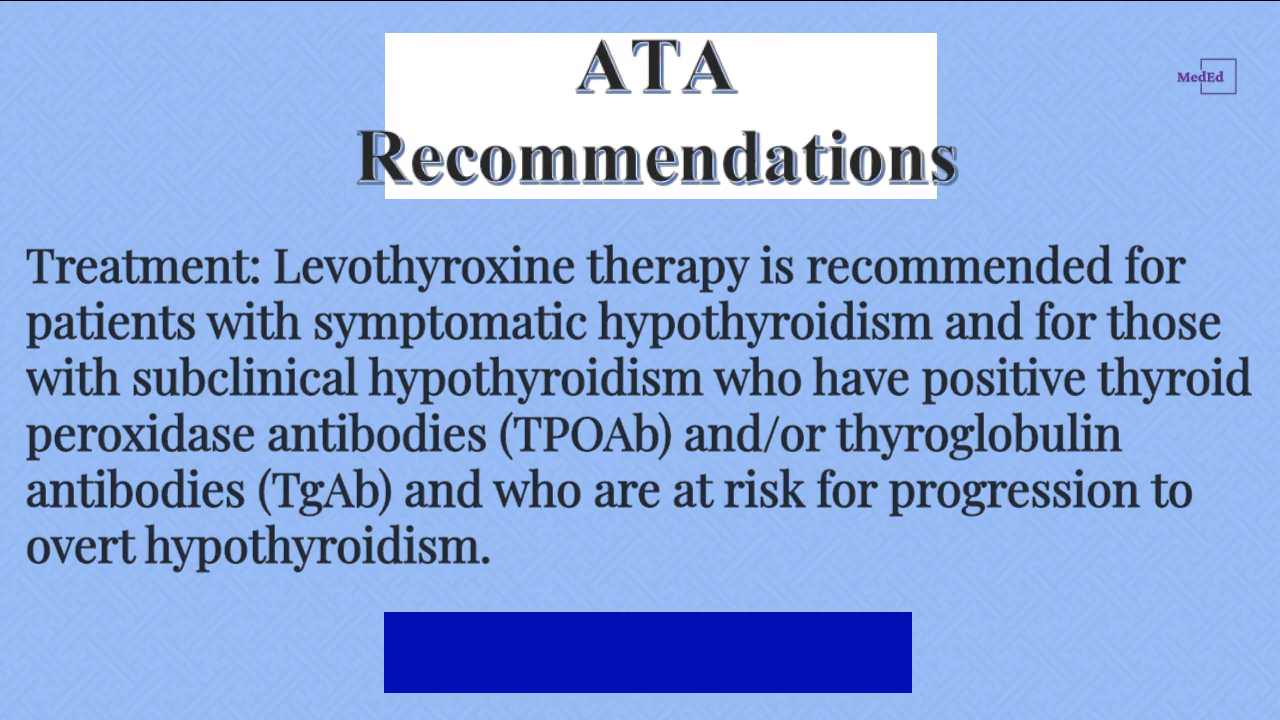 ATA
Recommendations
MedEd
Treatment: Levothyroxine therapy is recommended for
patients with symptomatic hypothyroidism and for those
with subclinical hypothyroidism who have positive thyroid
peroxidase antibodies (TPOAb) and/or thyroglobulin
antibodies (TgAb) and who are at risk for progression to
overt hypothyroidism.